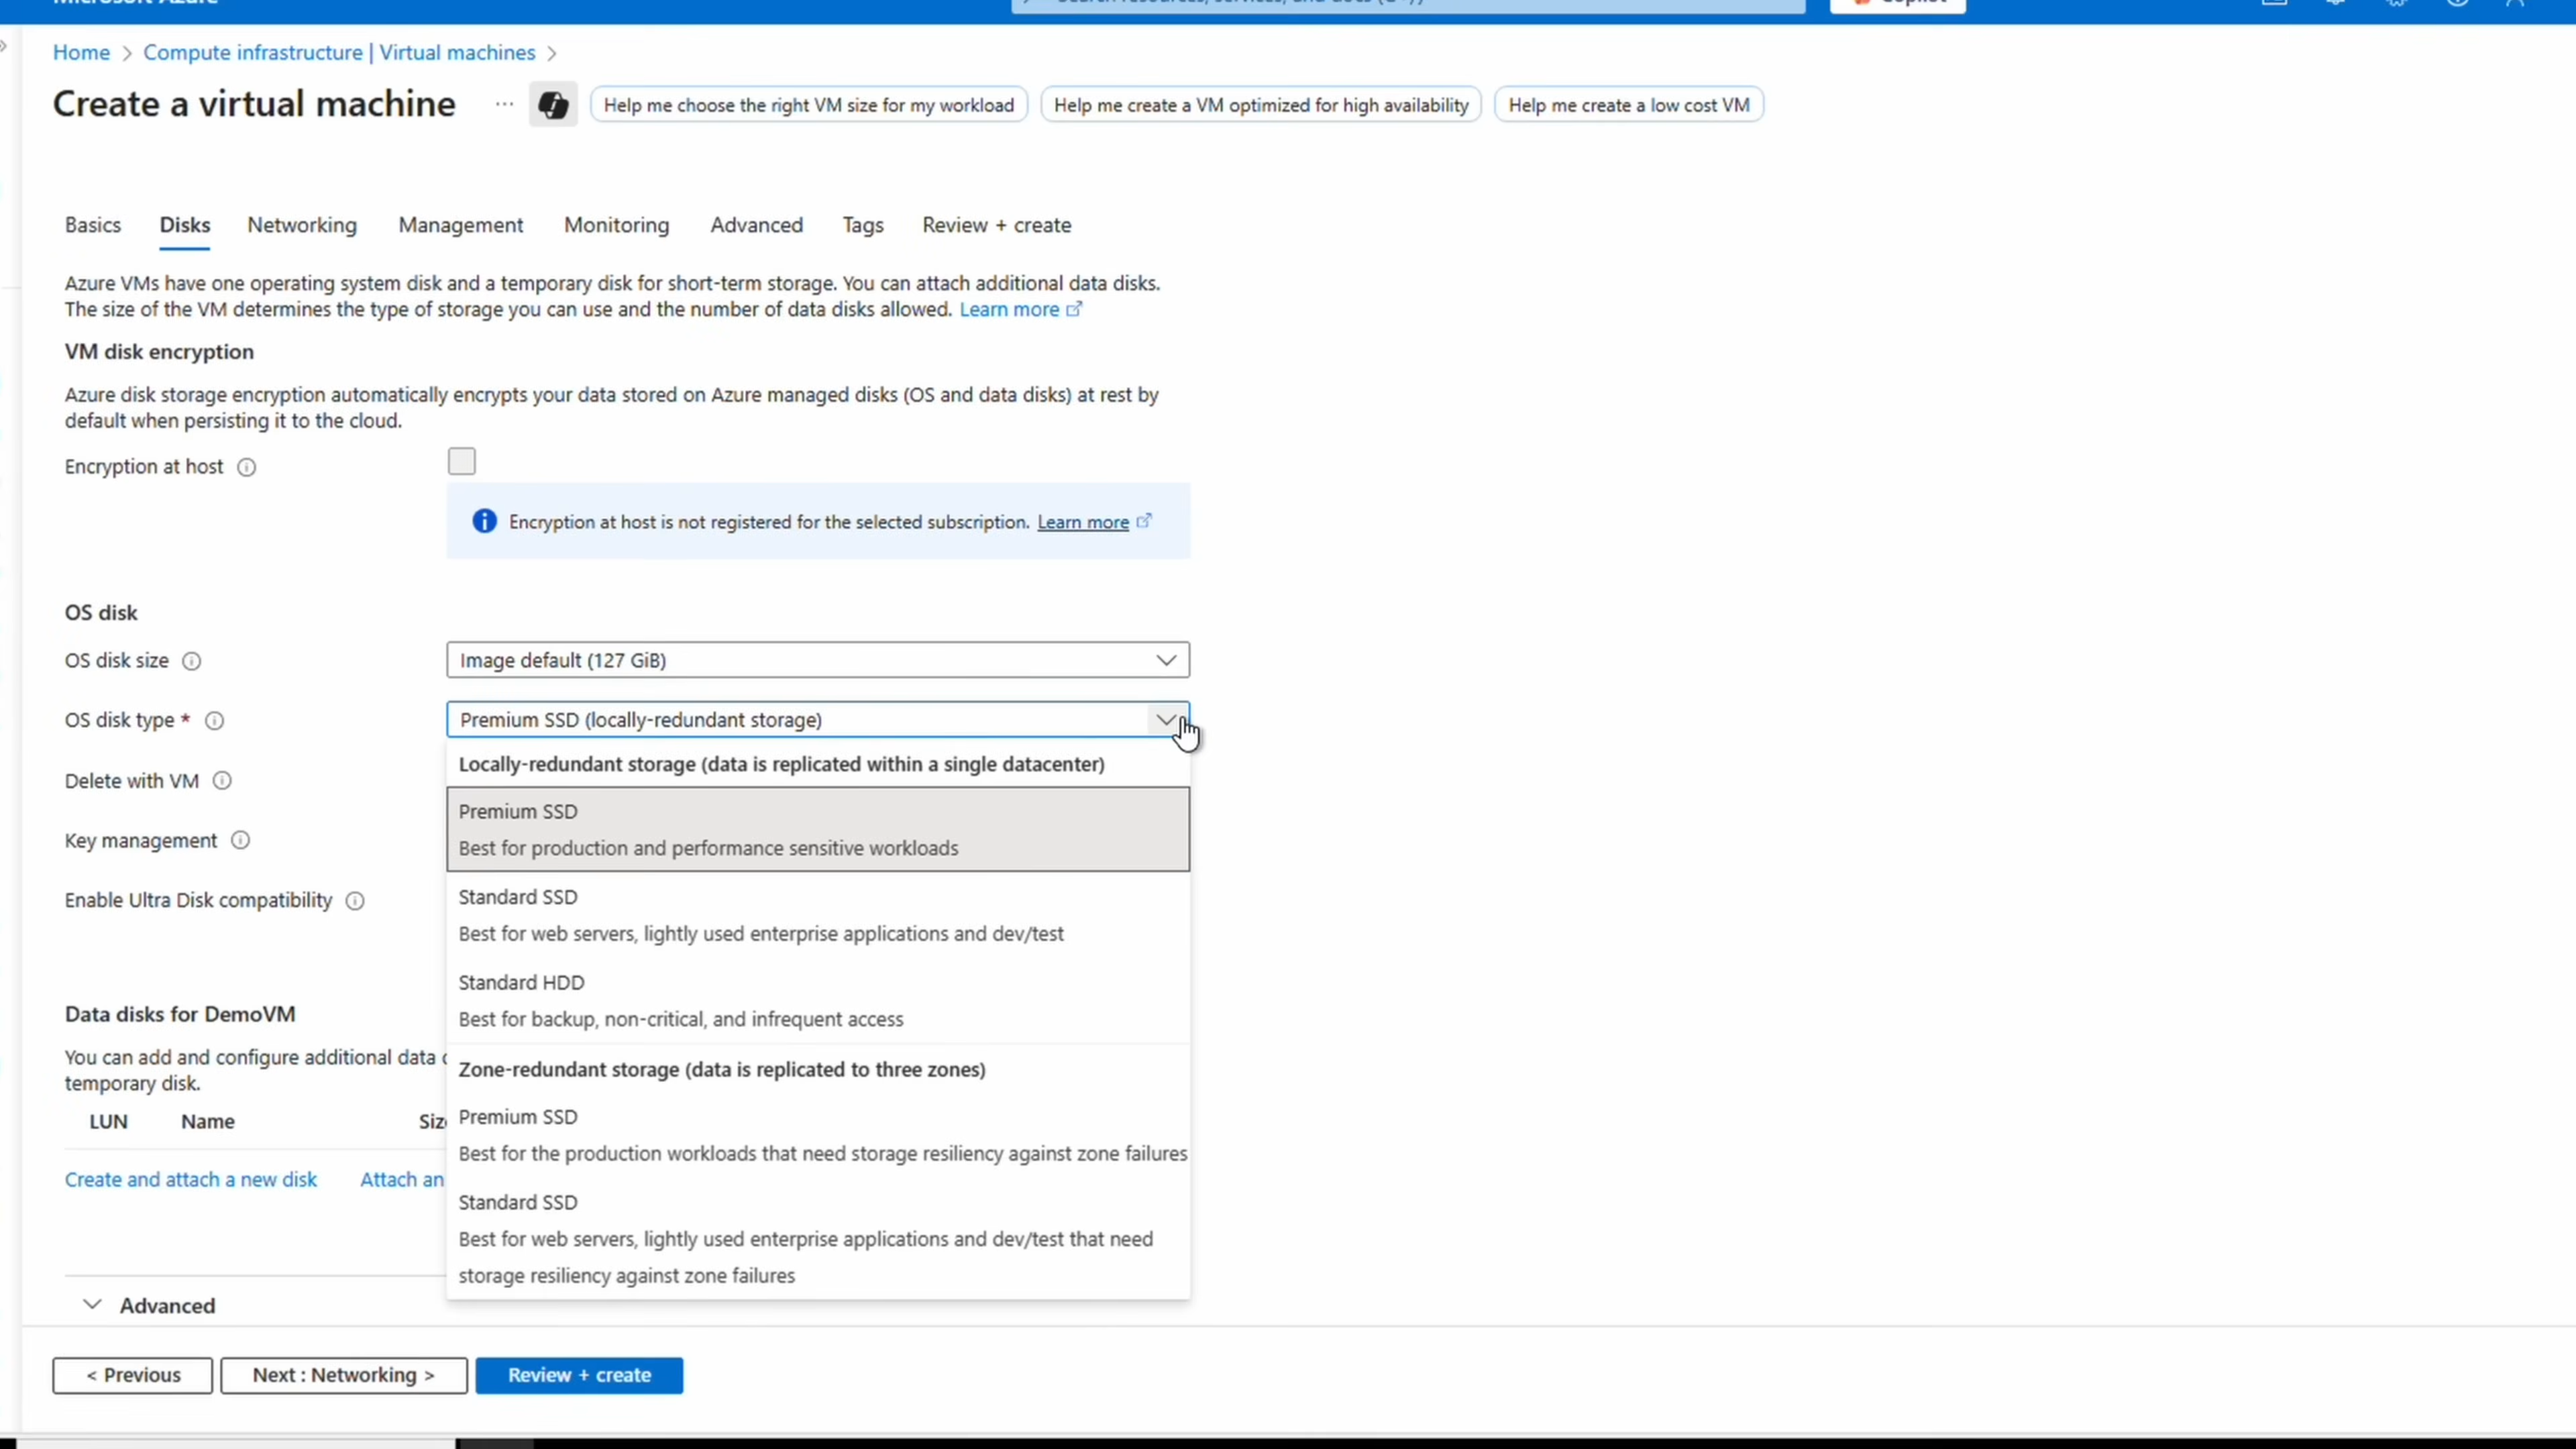 Microsoft Azure
Copilot
Home > Compute infrastructure | Virtual machines >
Create a virtual machine ...
Help me choose the right VM size for my workload
Help me create a VM optimized for high availability
Help me create a low cost VM
Basics
Disks
Networking
Management
Monitoring
Advanced
Tags
Review + create
Azure VMs have one operating system disk and a temporary disk for short-term storage. You can attach additional data disks.
The size of the VM determines the type of storage you can use and the number of data disks allowed. Learn more
VM disk encryption
Azure disk storage encryption automatically encrypts your data stored on Azure managed disks (OS and data disks) at rest by
default when persisting it to the cloud.
Encryption at host
Encryption at host is not registered for the selected subscription. Learn more
OS disk
OS disk size
Image default (127 GiB)
OS disk type *
Premium SSD (locally-redundant storage)
Locally-redundant storage (data is replicated within a single datacenter)
Delete with VM
Premium SSD
Best for production and performance sensitive workloads
Key management
Standard SSD
Best for web servers, lightly used enterprise applications and dev/test
Enable Ultra Disk compatibility
Standard HDD
Best for backup, non-critical, and infrequent access
Data disks for DemoVM
You can add and configure additional data
temporary disk.
Zone-redundant storage (data is replicated to three zones)
LUN
Name
Premium SSD
Best for the production workloads that need storage resiliency against zone failures
Create and attach a new disk
Attach an
Standard SSD
Best for web servers, lightly used enterprise applications and dev/test that need
storage resiliency against zone failures
Advanced
< Previous
Next : Networking >
Review + create